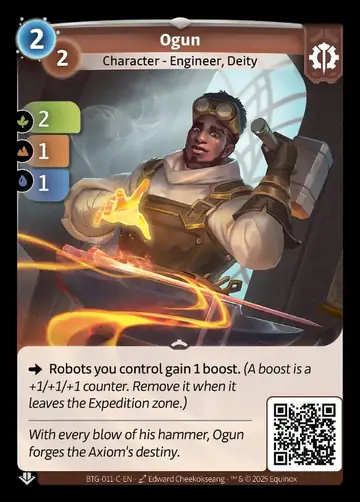 2
Ogun
2
Character - Engineer, Deity
2
1
1
Robots you control gain 1 boost. (A boost is a
+1/+1/+1 counter. Remove it when it
leaves the Expedition zone.)
With every blow of his hammer, Ogun
forges the Axiom's destiny.
BTG-011-C-EN - Edward Cheekokseang - ™ & © 2025 Equinox